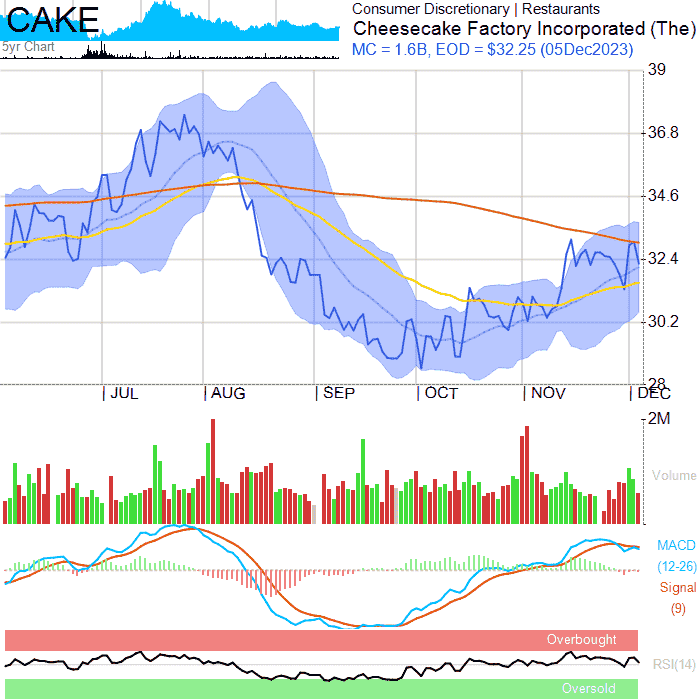 CAKE
5yr Chart
Consumer Discretionary | Restaurants
Cheesecake Factory Incorporated (The)
MC = 1.6B, EOD = $32.25 (05Dec2023)
39
36.8
34.6
32.4
30.2
28
JUL AUG SEP OCT NOV DEC
2M
Volume
MACD
(12-26)
Signal
(9)
Overbought
RSI(14)
Oversold